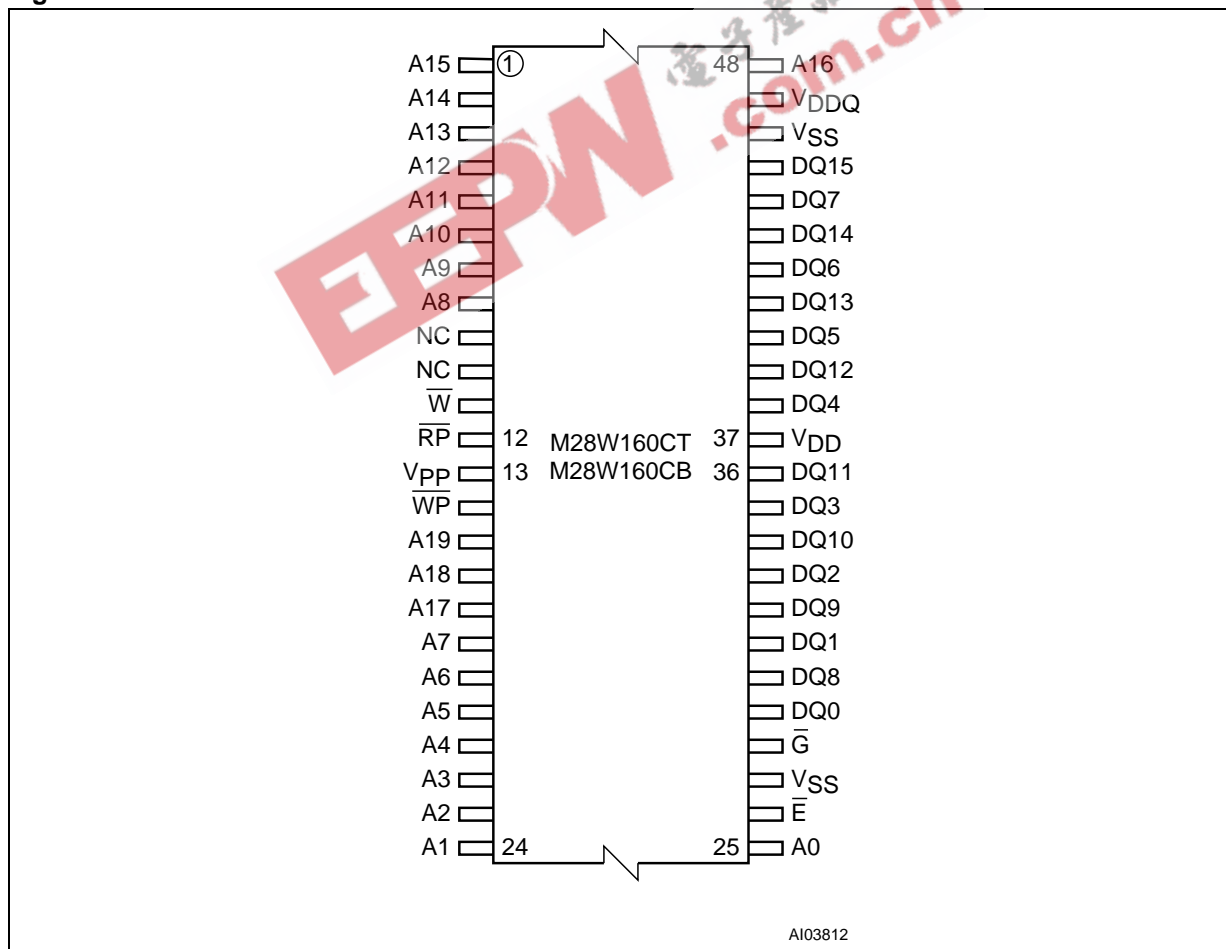 A15 1 48 A16
A14 VDDQ
A13 VSS
A12 DQ15
A11 DQ7
A10 DQ14
A9 DQ6
A8 DQ13
NC DQ5
NC DQ12
W̅ DQ4
R̅P̅ 12 M28W160CT 37 VDD
VPP 13 M28W160CB 36 DQ11
W̅P̅ DQ3
A19 DQ10
A18 DQ2
A17 DQ9
A7 DQ1
A6 DQ8
A5 DQ0
A4 G̅
A3 VSS
A2 E̅
A1 24 25 A0
AI03812
EEPW .com.cn
電子產